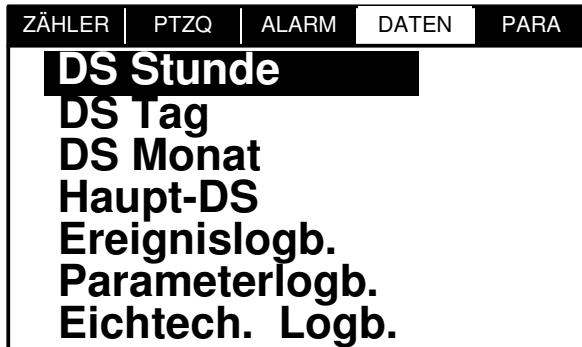 ZÄHLER PTZQ ALARM DATEN PARA
DS Stunde
DS Tag
DS Monat
Haupt-DS
Ereignislogb.
Parameterlogb.
Eichtech. Logb.